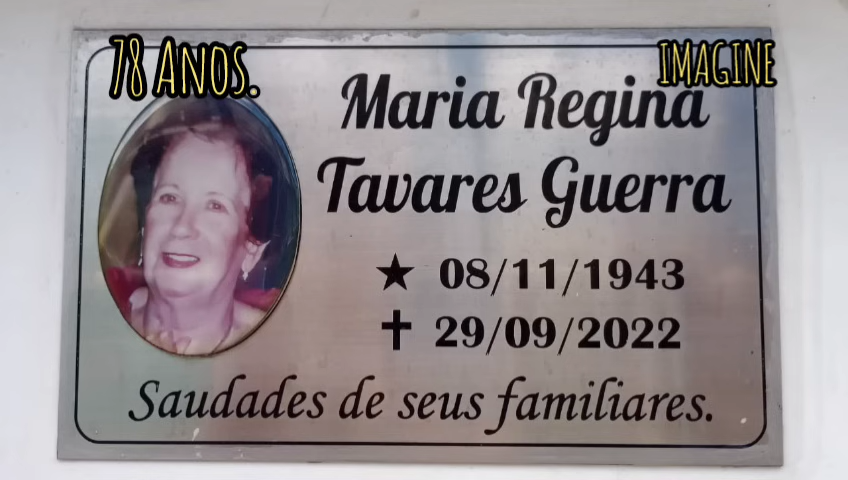 78 Anos.
IMAGINE
Maria Regina
Tavares Guerra
★ 08/11/1943
✝ 29/09/2022
Saudades de seus familiares.